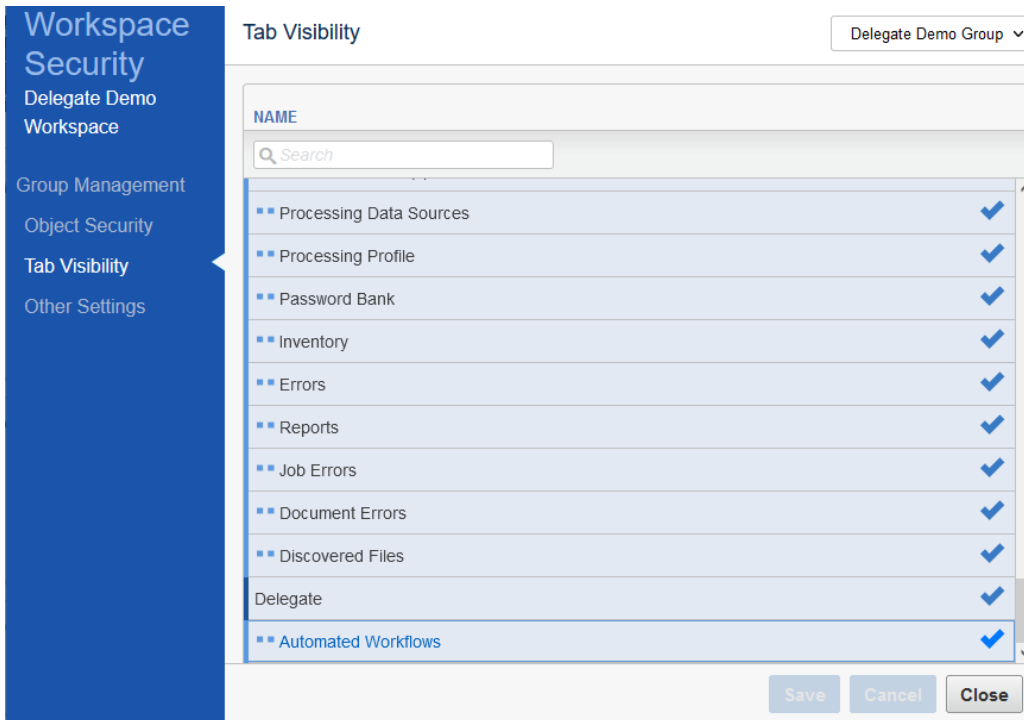 Workspace
Security
Delegate Demo
Workspace
Group Management
Object Security
Tab Visibility
Other Settings
Tab Visibility
Delegate Demo Group
NAME
Search
Processing Data Sources
Processing Profile
Password Bank
Inventory
Errors
Reports
Job Errors
Document Errors
Discovered Files
Delegate
Automated Workflows
Save Cancel Close